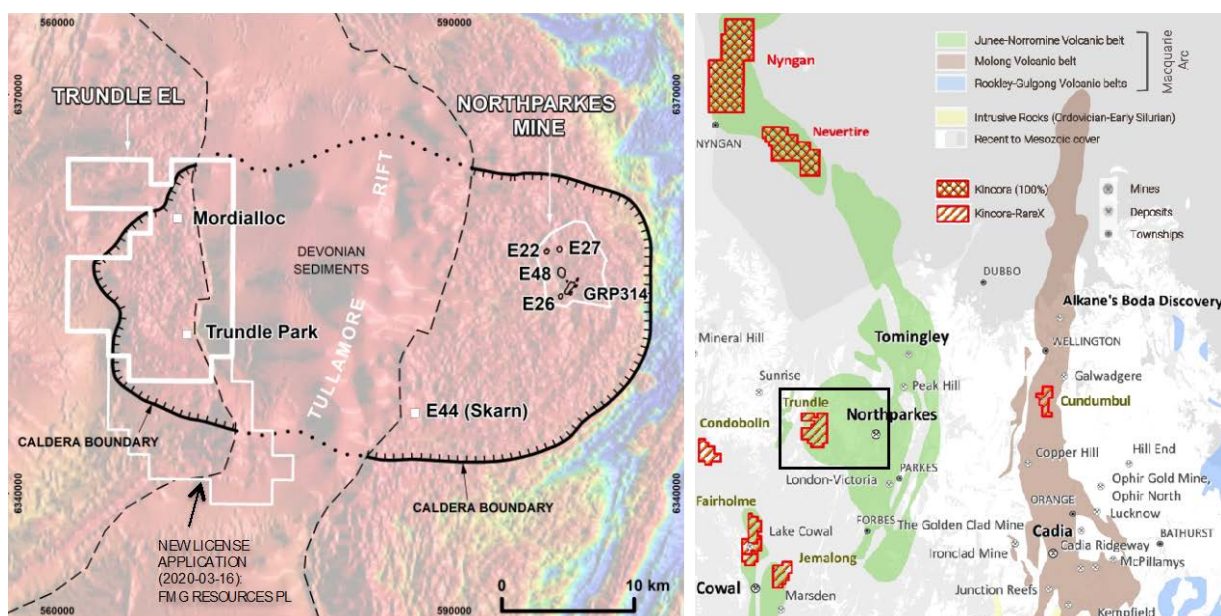 560000
590000
6370000
6370000
TRUNDLE EL
NORTHPARKES
MINE
Mordialloc
RIFT
DEVONIAN
SEDIMENTS
E22
E27
E48
GRP314
E26
Trundle Park
TULLAMORE
E44 (Skarn)
CALDERA BOUNDARY
CALDERA BOUNDARY
6340000
6340000
NEW LICENSE
APPLICATION
(2020-03-16):
FMG RESOURCES PL
0
10 km
560000
590000
Nyngan
NYNGAN
Nevertire
Junee-Norromine Volcanic belt
Molong Volcanic belt
Rookley-Gulgong Volcanic belts
Macquarie
Arc
Intrusive Rocks (Ordovician-Early Silurian)
Recent to Mesozoic cover
Kincora (100%)
Kincora-RareX
Mines
Deposits
Townships
DUBBO
Alkane's Boda Discovery
Mineral Hill
Tomingley
WELLINGTON
Sunrise
Peak Hill
Galwadgere
Trundle
Cundumbul
Condobolin
Northparkes
Copper Hill
Hill End
London-Victoria
PARKES
Ophir Gold Mine,
Ophir North
Fairholme
ORANGE
Lucknow
Lake Cowal
FORBES
The Golden Clad Mine
Cadia
BATHURST
Ironclad Mine
Cadia Ridgeway
Jemalong
McPillamys
Cowal
Marsden
Junction Reefs
Kempfield